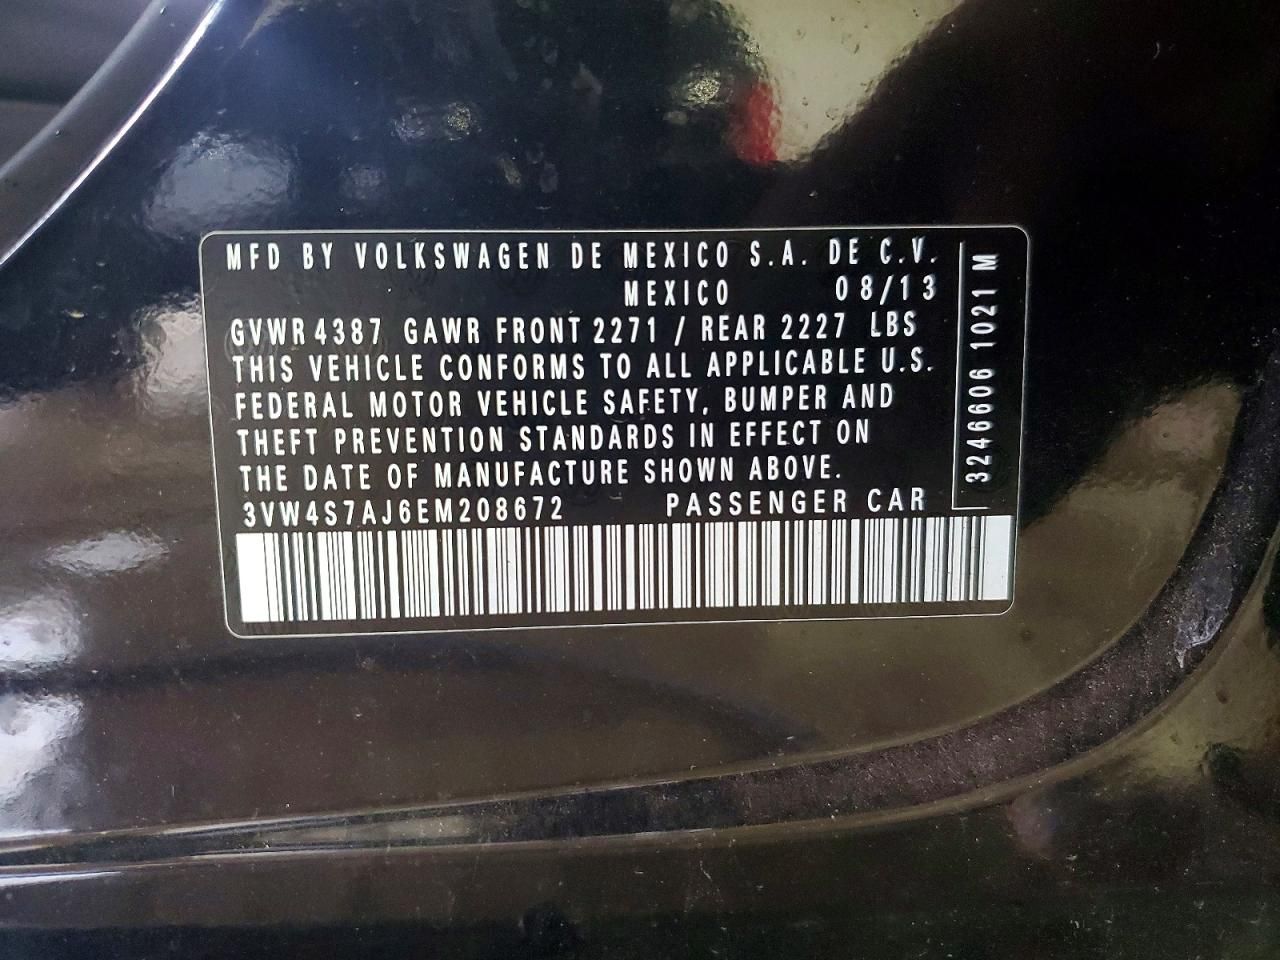 MFD BY VOLKSWAGEN DE MEXICO S.A. DE C.V.
MEXICO 08/13
GVWR 4387 GAWR FRONT 2271 / REAR 2227 LBS
THIS VEHICLE CONFORMS TO ALL APPLICABLE U.S.
FEDERAL MOTOR VEHICLE SAFETY, BUMPER AND
THEFT PREVENTION STANDARDS IN EFFECT ON
THE DATE OF MANUFACTURE SHOWN ABOVE.
3VW4S7AJ6EM208672 PASSENGER CAR
3246606 1021 M